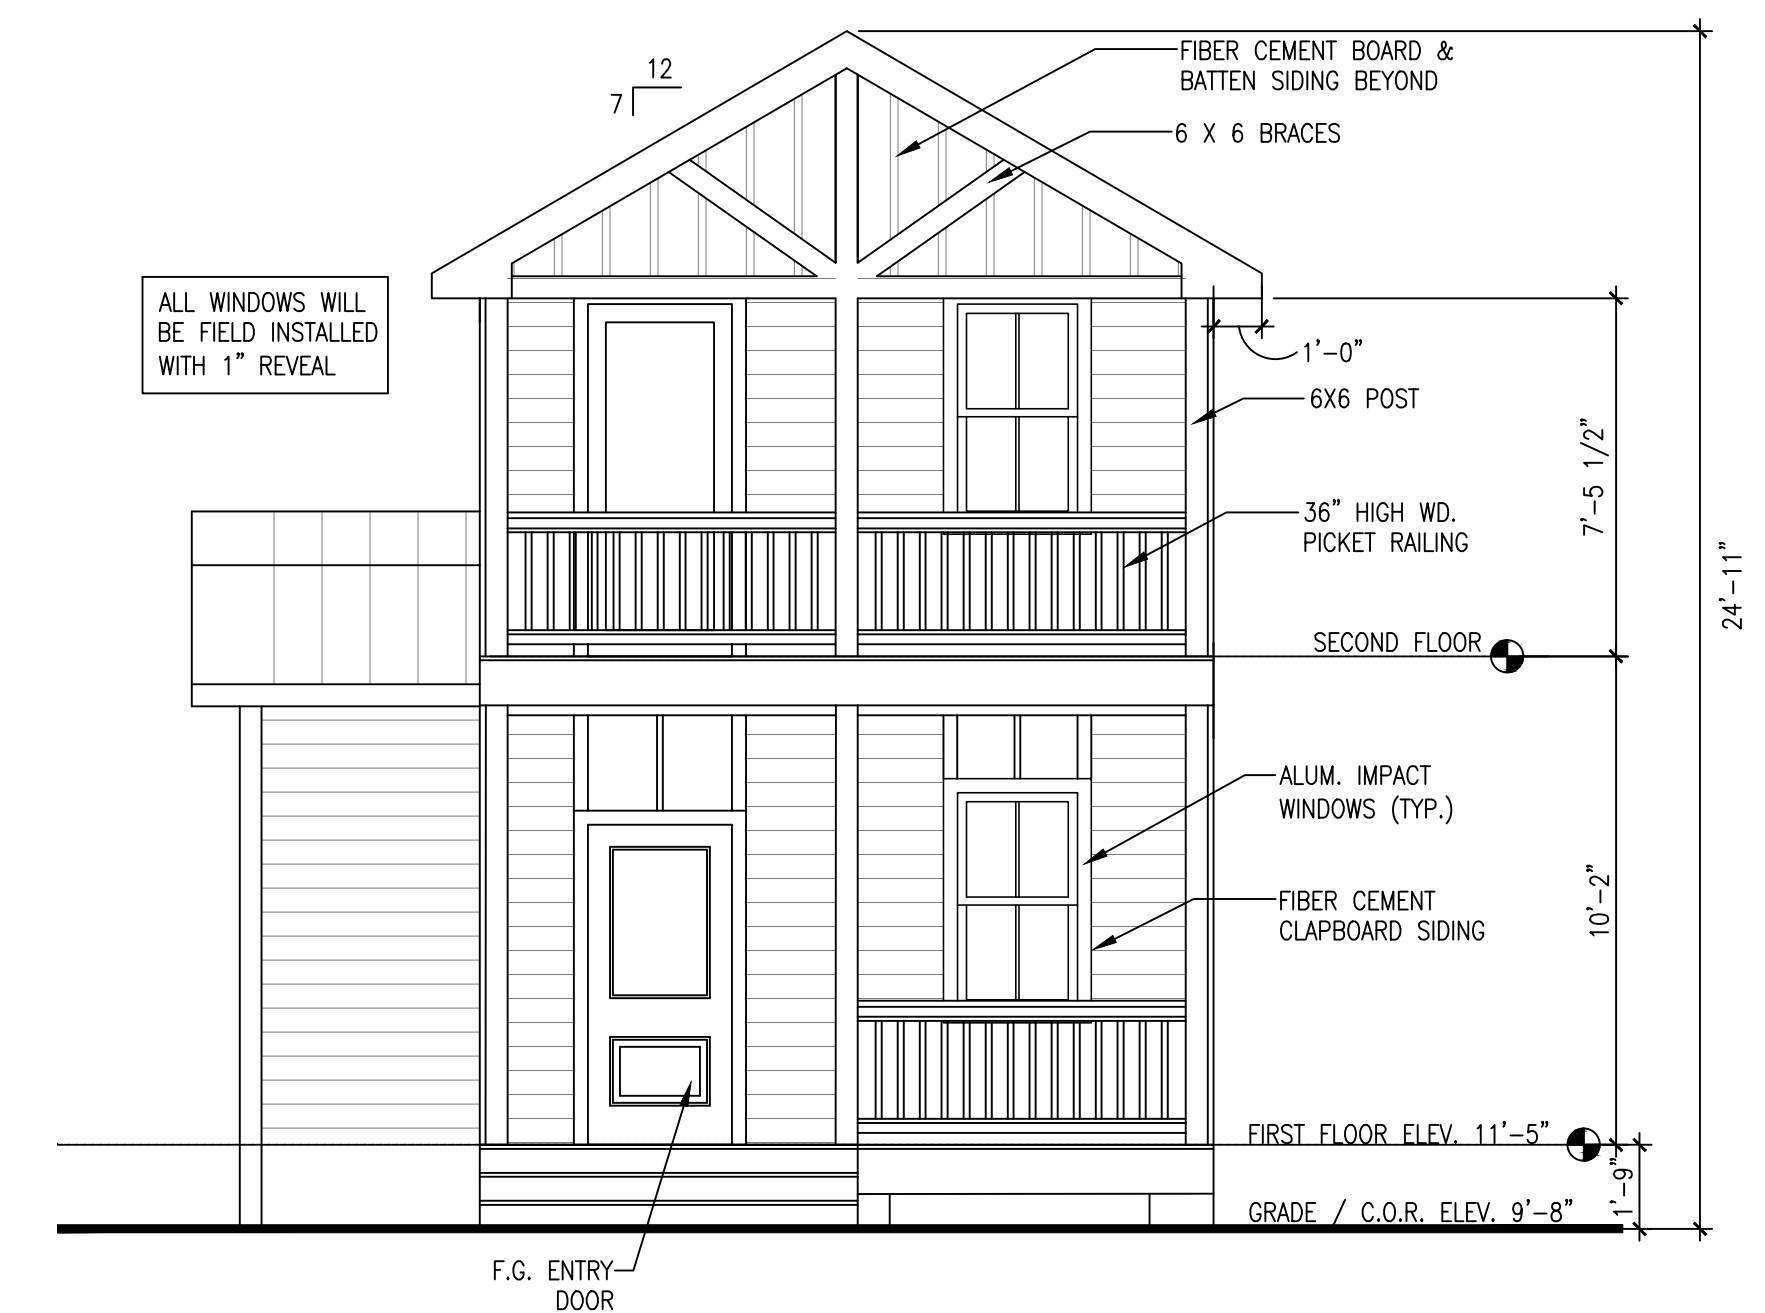 FIBER CEMENT BOARD &
BATTEN SIDING BEYOND
12
7
6 X 6 BRACES
ALL WINDOWS WILL
BE FIELD INSTALLED
WITH 1" REVEAL
1'-0"
6X6 POST
7'-5 1/2"
36" HIGH WD.
PICKET RAILING
24'-11"
SECOND FLOOR
ALUM. IMPACT
WINDOWS (TYP.)
10'-2"
FIBER CEMENT
CLAPBOARD SIDING
FIRST FLOOR ELEV. 11'-5"
1'-9"
GRADE / C.O.R. ELEV. 9'-8"
F.G. ENTRY
DOOR